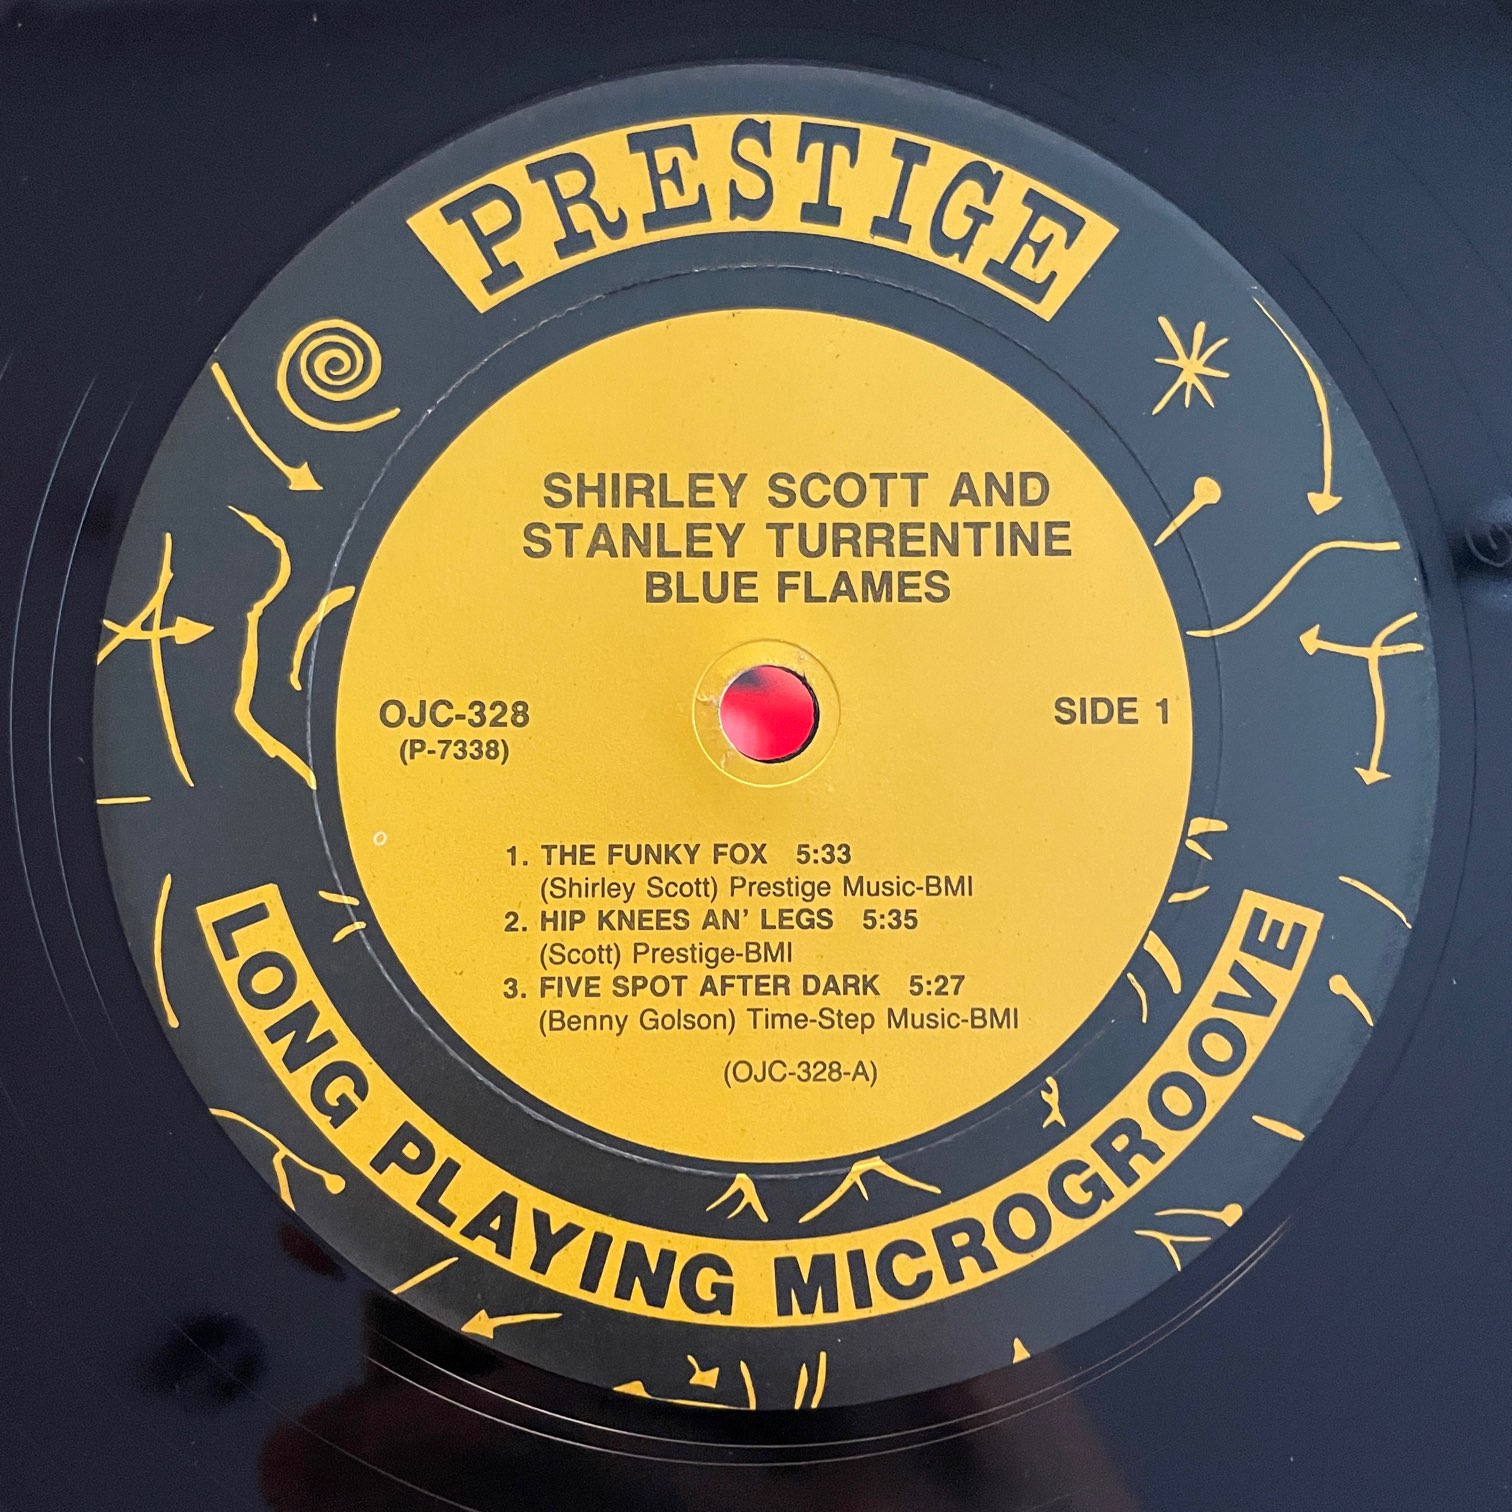 PRESTIGE
SHIRLEY SCOTT AND
STANLEY TURRENTINE
BLUE FLAMES
OJC-328
(P-7338)
SIDE 1
1. THE FUNKY FOX 5:33
(Shirley Scott) Prestige Music-BMI
2. HIP KNEES AN' LEGS 5:35
(Scott) Prestige-BMI
3. FIVE SPOT AFTER DARK 5:27
(Benny Golson) Time-Step Music-BMI
(OJC-328-A)
LONG PLAYING MICROGROOVE